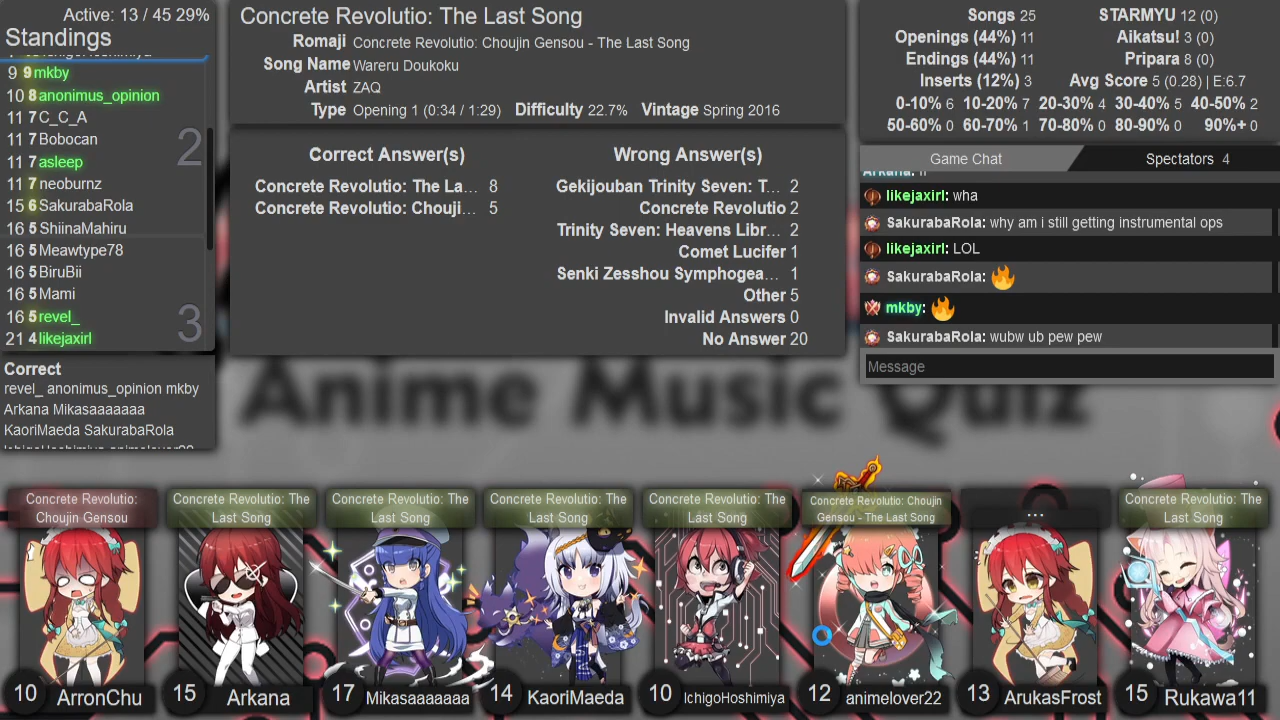 Active: 13 / 45 29%
Standings
9 9 mkby
10 8 anonimus_opinion
11 7 C_C_A
11 7 Bobocan
11 7 asleep
2
11 7 neoburnz
15 6 SakurabaRola
16 5 ShiinaMahiru
16 5 Meawtype78
16 5 BiruBii
16 5 Mami
16 5 revel_
3
21 4 likejaxirl
Correct
revel_ anonimus_opinion mkby
Arkana Mikasaaaaaaa
KaoriMaeda SakurabaRola
IchigoHoshimiya animelover22
Concrete Revolutio: The Last Song
Romaji Concrete Revolutio: Choujin Gensou - The Last Song
Song Name Wareru Doukoku
Artist ZAQ
Type Opening 1 (0:34 / 1:29) Difficulty 22.7% Vintage Spring 2016
Correct Answer(s)
Concrete Revolutio: The La... 8
Concrete Revolutio: Chouji... 5
Wrong Answer(s)
Gekijouban Trinity Seven: T... 2
Concrete Revolutio 2
Trinity Seven: Heavens Libr... 2
Comet Lucifer 1
Senki Zesshou Symphogea... 1
Other 5
Invalid Answers 0
No Answer 20
Songs 25 STARMYU 12 (0)
Openings (44%) 11 Aikatsu! 3 (0)
Endings (44%) 11 Pripara 8 (0)
Inserts (12%) 3 Avg Score 5 (0.28) | E:6.7
0-10% 6 10-20% 7 20-30% 4 30-40% 5 40-50% 2
50-60% 0 60-70% 1 70-80% 0 80-90% 0 90%+ 0
Game Chat Spectators 4
likejaxirl: wha
SakurabaRola: why am i still getting instrumental ops
likejaxirl: LOL
SakurabaRola: 🔥
mkby: 🔥
SakurabaRola: wubw ub pew pew
Message
Anime Music Quiz
Concrete Revolutio:
Choujin Gensou
10 ArronChu
Concrete Revolutio: The
Last Song
15 Arkana
Concrete Revolutio: The
Last Song
17 Mikasaaaaaaa
Concrete Revolutio: The
Last Song
14 KaoriMaeda
Concrete Revolutio: The
Last Song
10 IchigoHoshimiya
Concrete Revolutio: Choujin
Gensou - The Last Song
12 animelover22
...
13 ArukasFrost
Concrete Revolutio: The
Last Song
15 Rukawa11